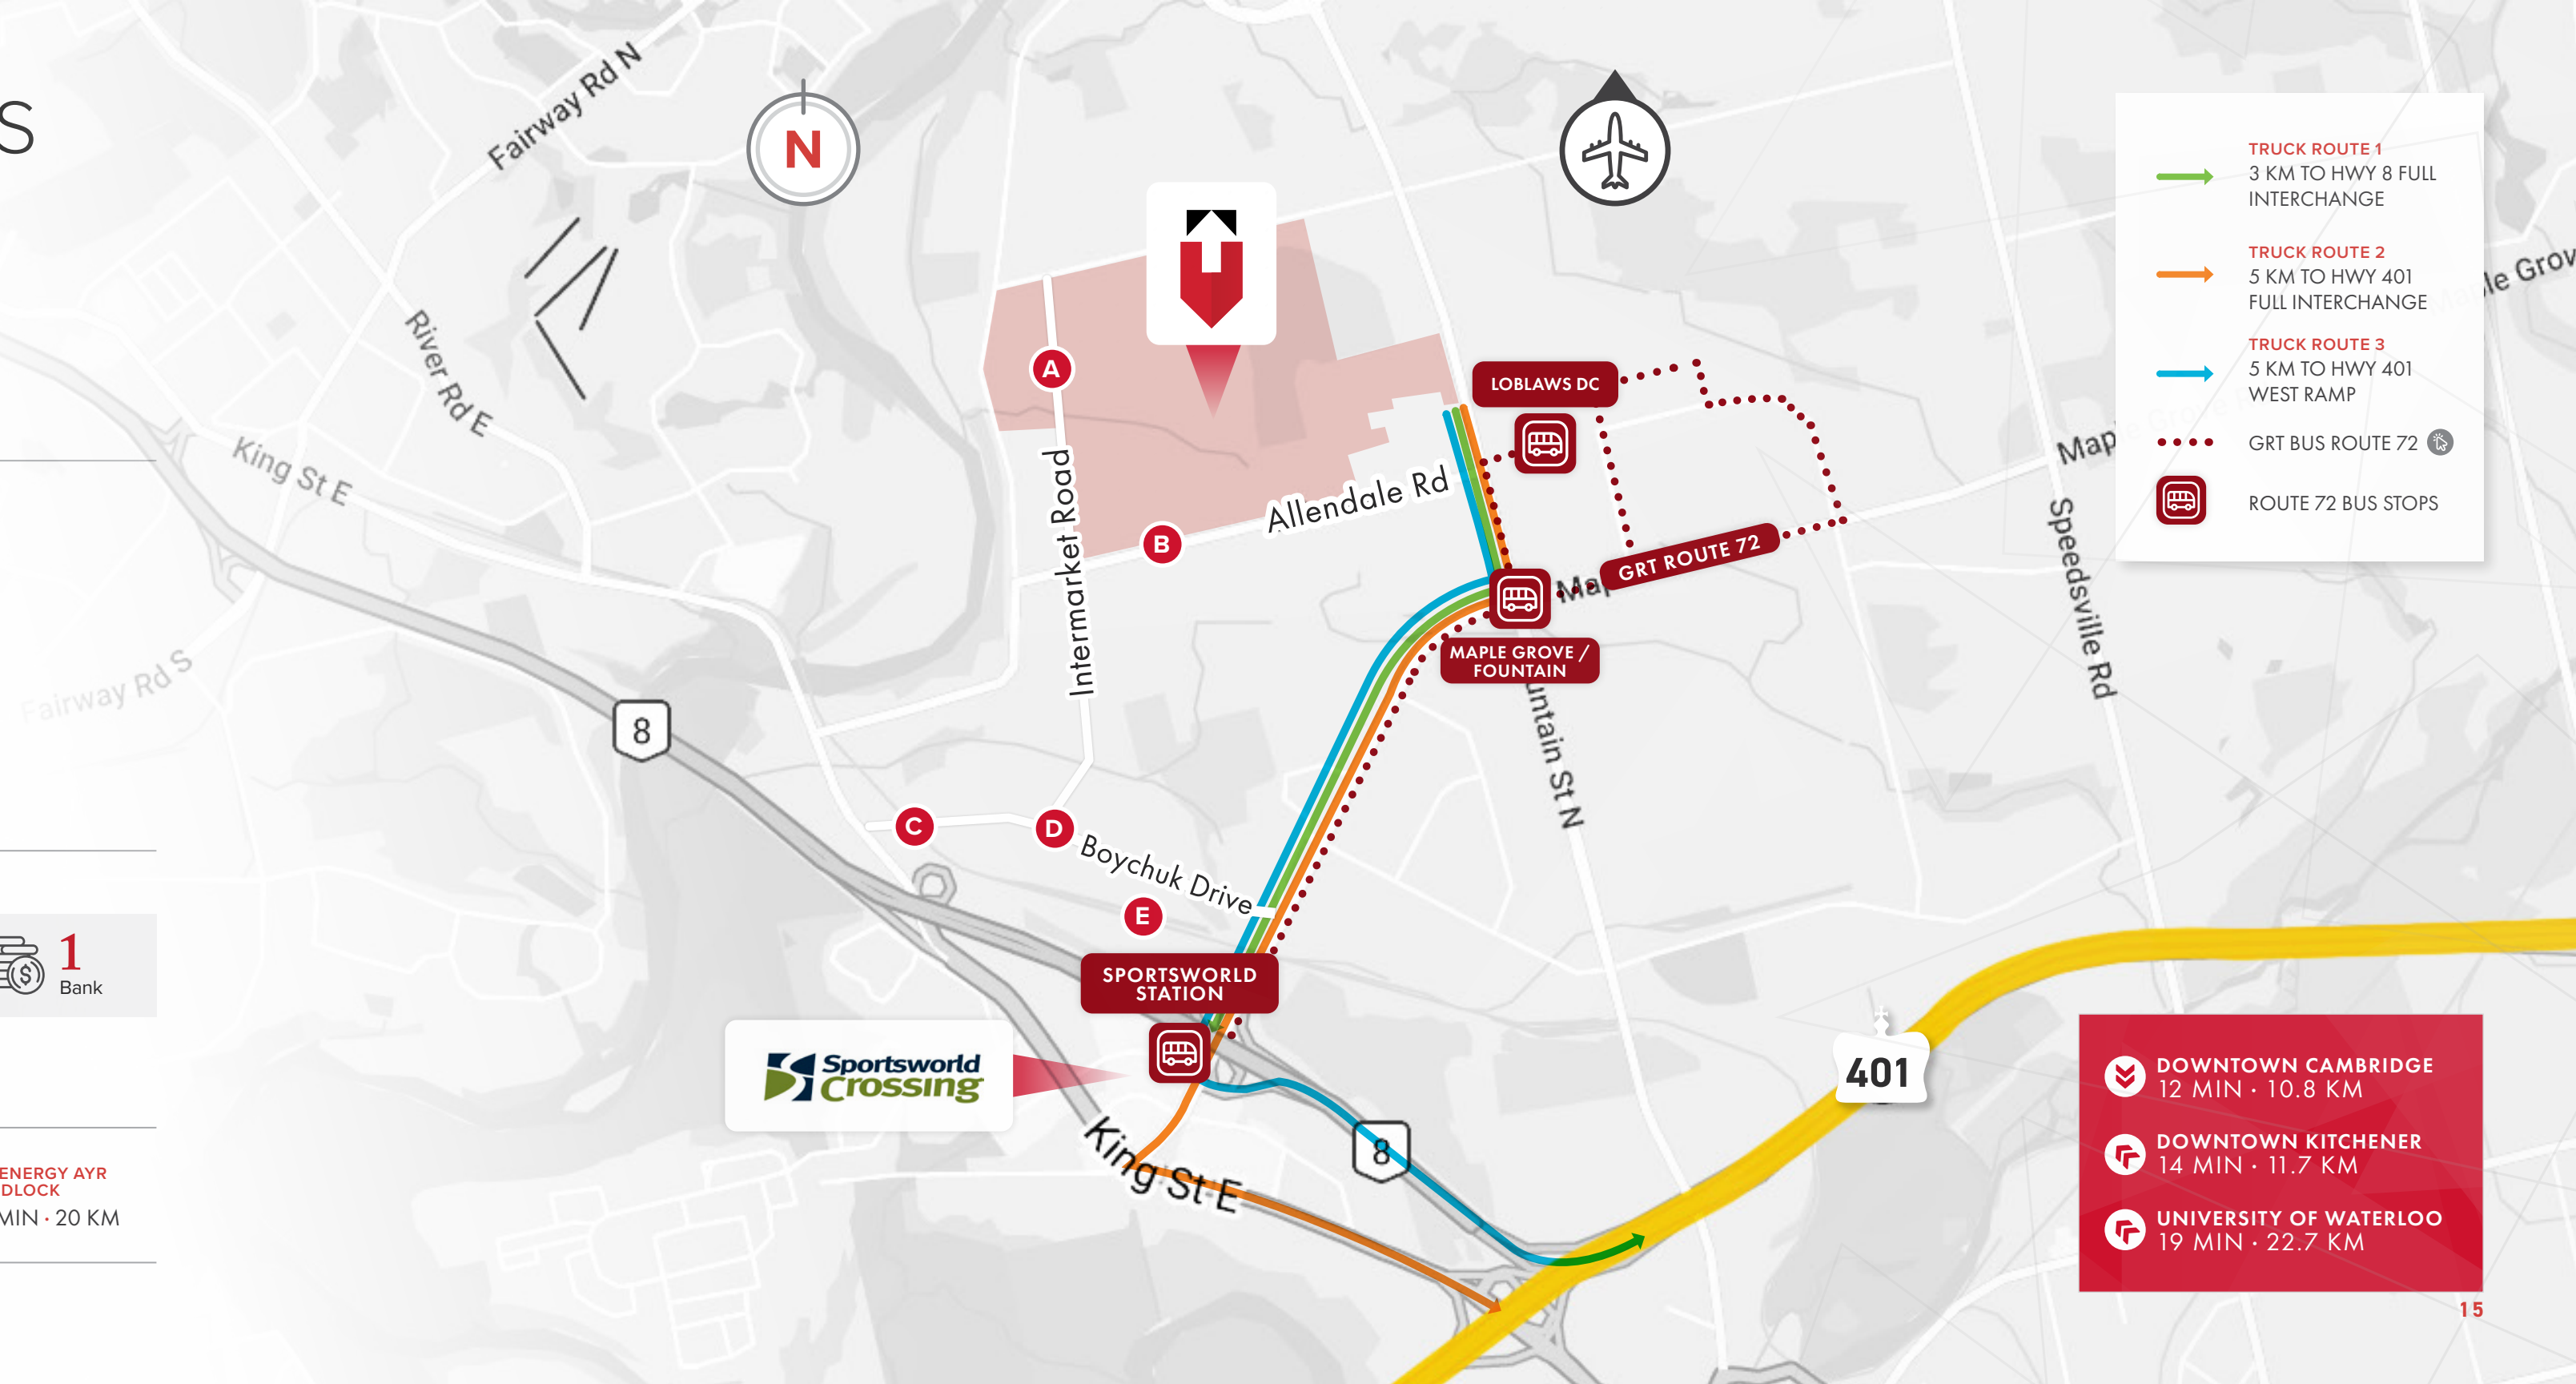 S
Fairway Rd N
N
River Rd E
King St E
Fairway Rd S
8
A
Intermarket Road
B
Allendale Rd
C
D
Boychuk Drive
E
LOBLAWS DC
GRT ROUTE 72
MAPLE GROVE /
FOUNTAIN
untain St N
Speedsville Rd
SPORTSWORLD
STATION
Sportsworld
Crossing
King St E
8
401
TRUCK ROUTE 1
3 KM TO HWY 8 FULL
INTERCHANGE
TRUCK ROUTE 2
5 KM TO HWY 401
FULL INTERCHANGE
TRUCK ROUTE 3
5 KM TO HWY 401
WEST RAMP
GRT BUS ROUTE 72
ROUTE 72 BUS STOPS
1
Bank
ENERGY AYR
DLOCK
MIN · 20 KM
DOWNTOWN CAMBRIDGE
12 MIN · 10.8 KM
DOWNTOWN KITCHENER
14 MIN · 11.7 KM
UNIVERSITY OF WATERLOO
19 MIN · 22.7 KM
15